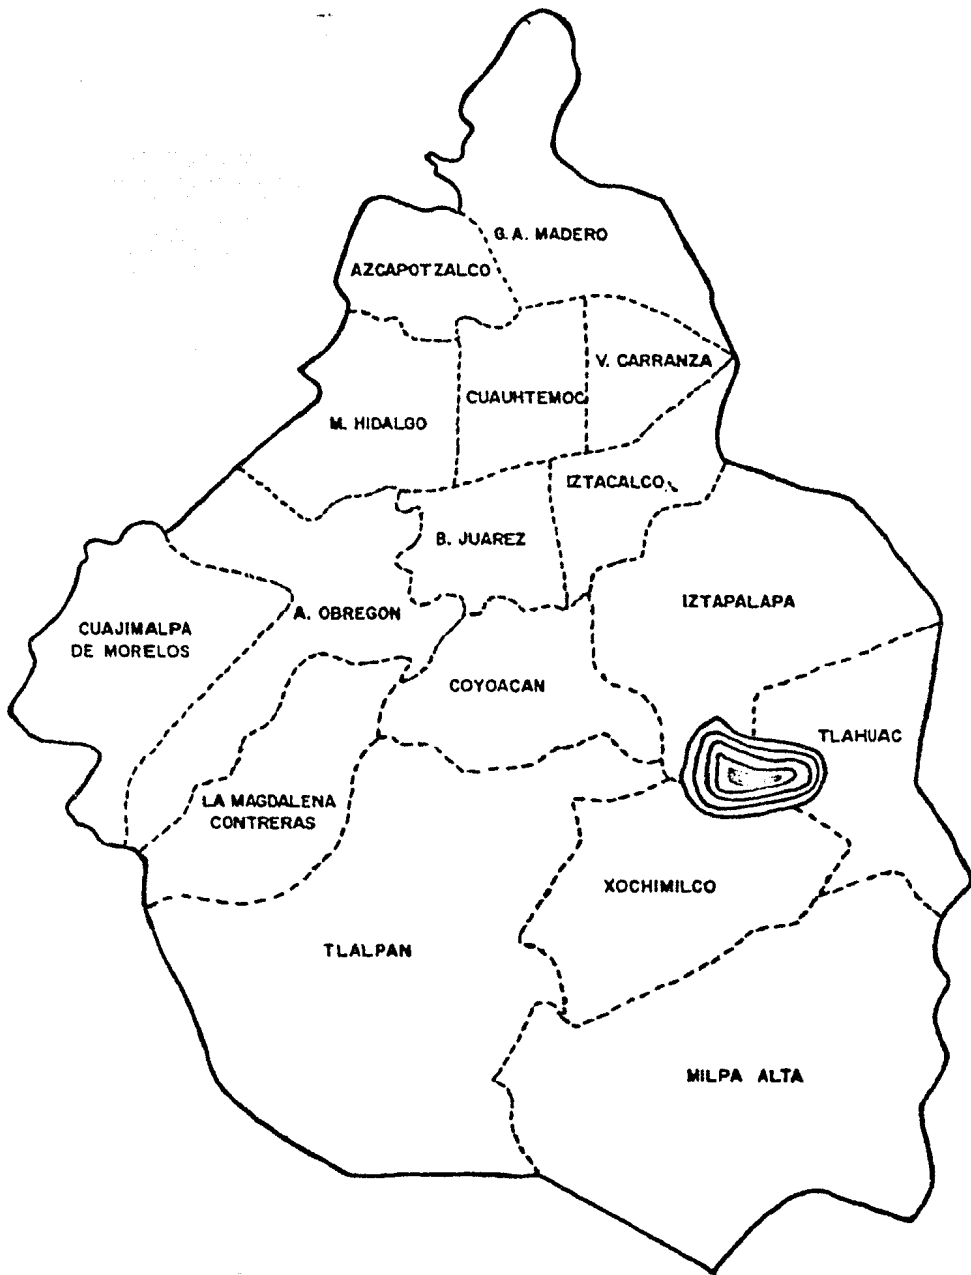 G. A. MADERO
AZCAPOTZALCO
V. CARRANZA
CUAUHTEMOC
M. HIDALGO
IZTACALCO
B. JUAREZ
IZTAPALAPA
A. OBREGON
CUAJIMALPA
DE MORELOS
COYOACAN
TLAHUAC
LA MAGDALENA
CONTRERAS
XOCHIMILCO
TLALPAN
MILPA ALTA